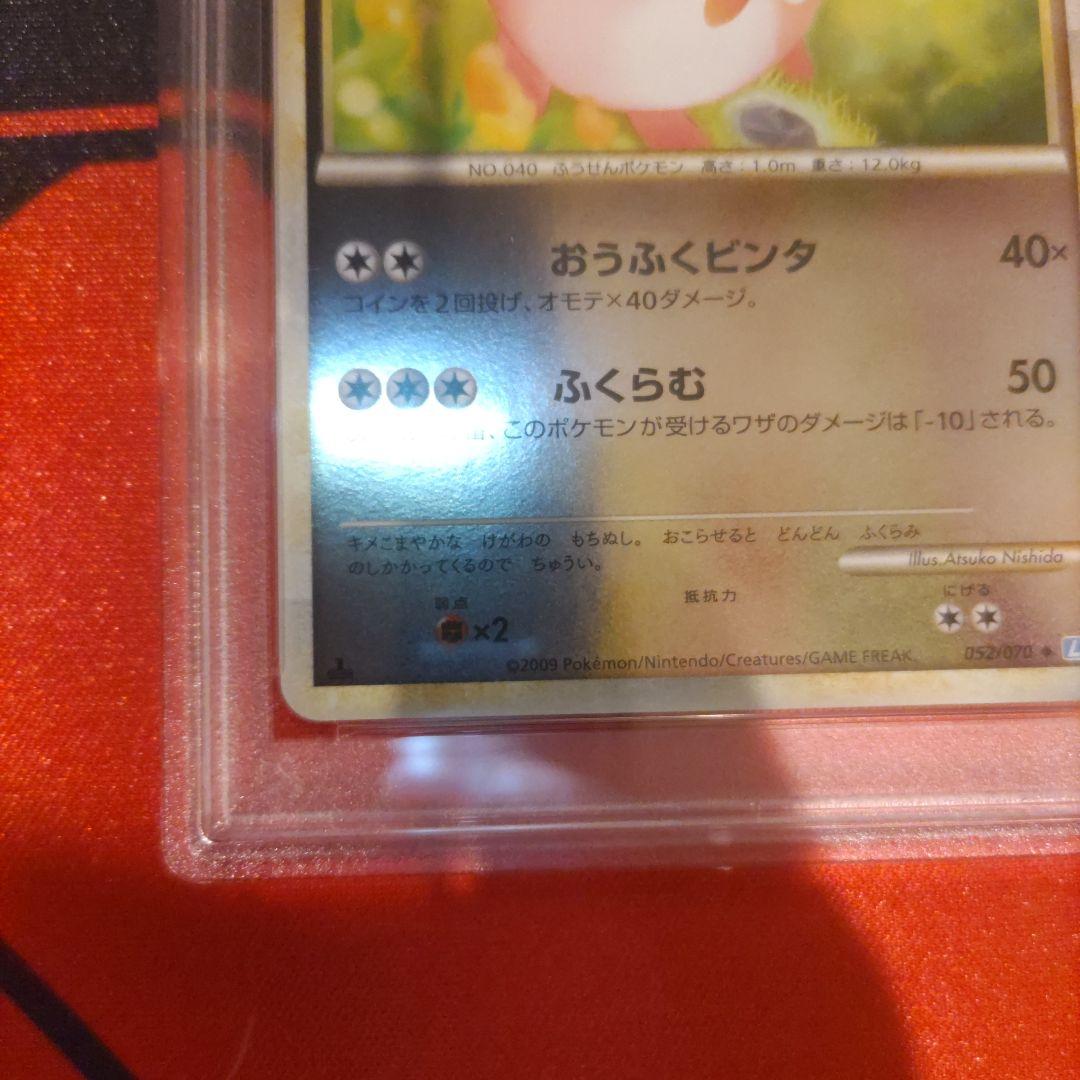 NO.040 ふうせんポケモン 高さ：1.0m 重さ：12.0kg
おうふくビンタ 40×
コインを2回投げ、オモテ×40ダメージ。
ふくらむ 50
、このポケモンが受けるワザのダメージは「-10」される。
キメこまやかな けがわの もちぬし。 おこらせると どんどん ふくらみ
のしかかってくるので ちゅうい。
Illus. Atsuko Nishida
弱点 抵抗力 にげる
×2
1
©2009 Pokémon/Nintendo/Creatures/GAME FREAK.
052/070 ◆ L